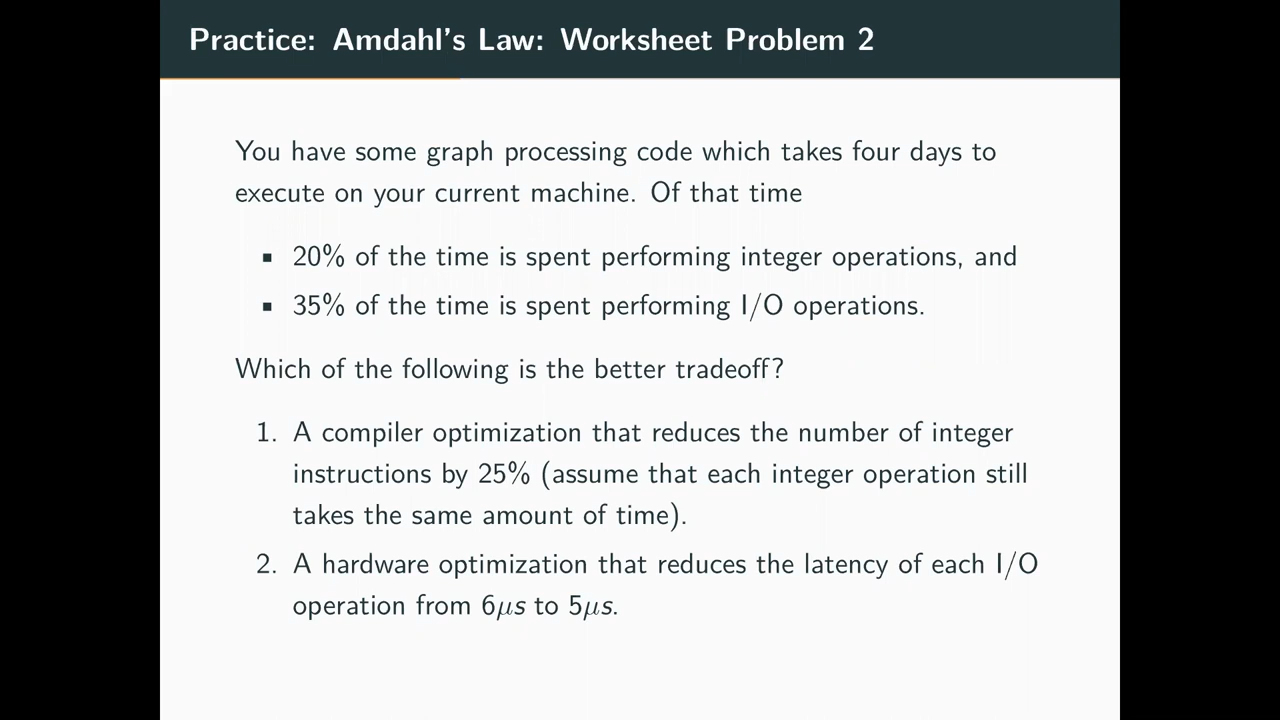 Practice: Amdahl's Law: Worksheet Problem 2
You have some graph processing code which takes four days to
execute on your current machine. Of that time
▪ 20% of the time is spent performing integer operations, and
▪ 35% of the time is spent performing I/O operations.
Which of the following is the better tradeoff?
1. A compiler optimization that reduces the number of integer
instructions by 25% (assume that each integer operation still
takes the same amount of time).
2. A hardware optimization that reduces the latency of each I/O
operation from 6μs to 5μs.